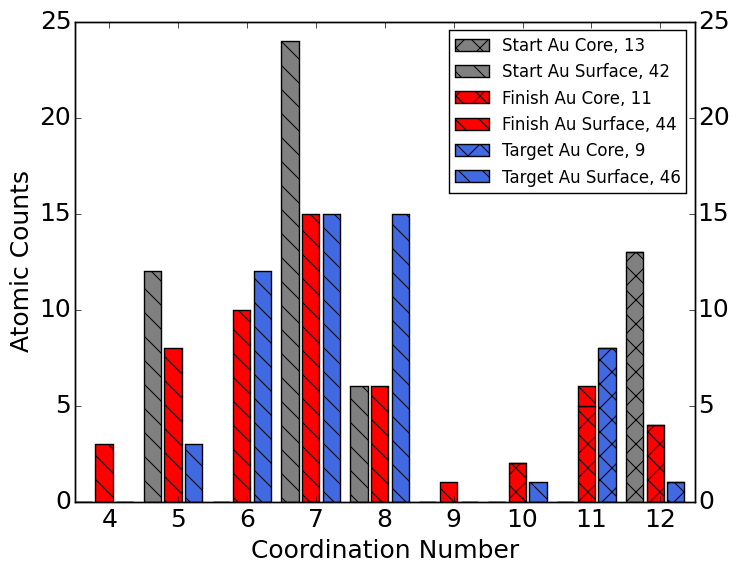 25
20
15
10
5
0
Atomic Counts
25
20
15
10
5
0
Start Au Core, 13
Start Au Surface, 42
Finish Au Core, 11
Finish Au Surface, 44
Target Au Core, 9
Target Au Surface, 46
4 5 6 7 8 9 10 11 12
Coordination Number